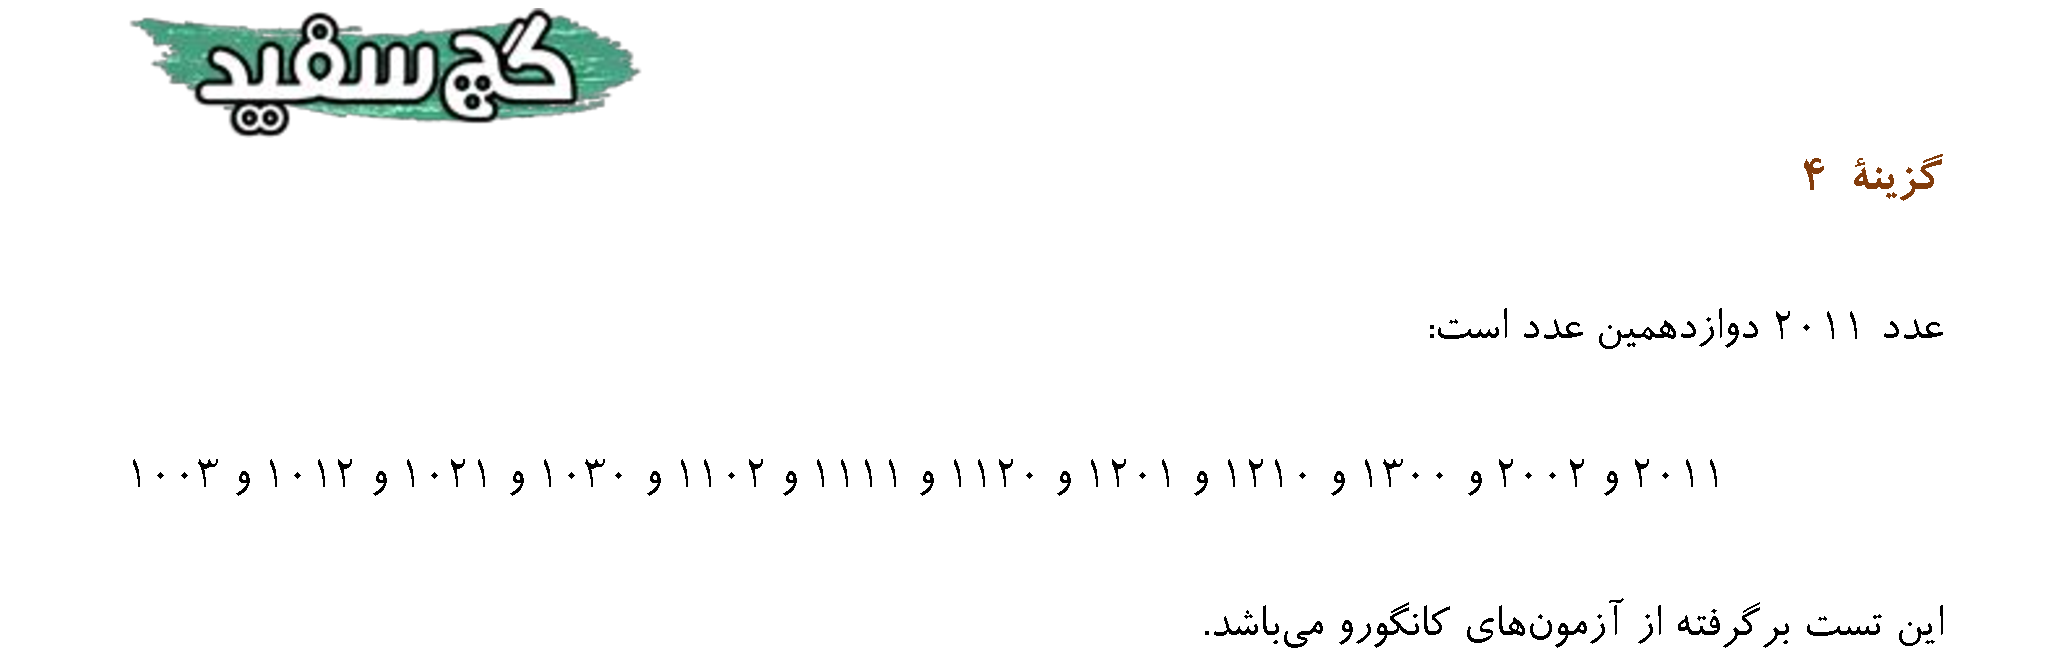 گچ سفید
گزینهٔ ۴
عدد ۲۰۱۱ دوازدهمین عدد است:
۱۰۰۳ و ۱۰۱۲ و ۱۰۲۱ و ۱۰۳۰ و ۱۱۰۲ و ۱۱۱۱ و ۱۱۲۰ و ۱۲۰۱ و ۱۲۱۰ و ۱۳۰۰ و ۲۰۰۲ و ۲۰۱۱
این تست برگرفته از آزمون‌های کانگورو می‌باشد.